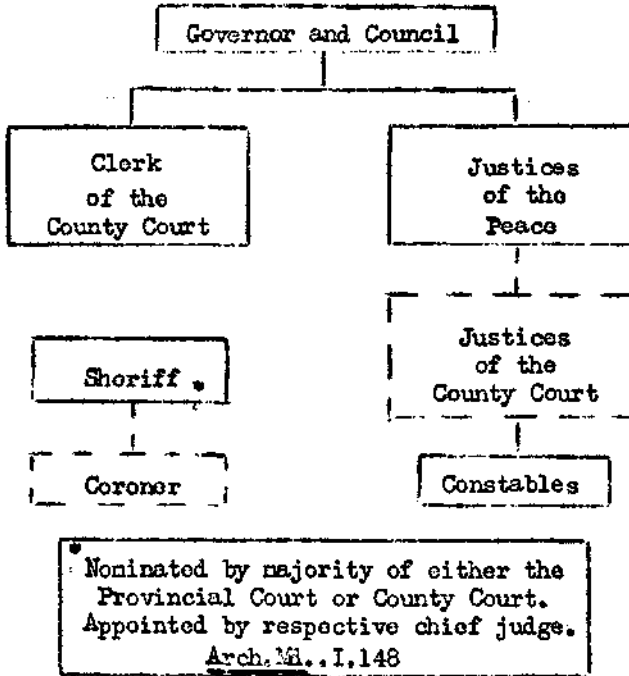 Governor and Council
Clerk
of the
County Court
Justices
of the
Peace
Justices
of the
County Court
Sheriff *
Coroner
Constables
* Nominated by majority of either the
Provincial Court or County Court.
Appointed by respective chief judge.
Arch. Md., I, 148